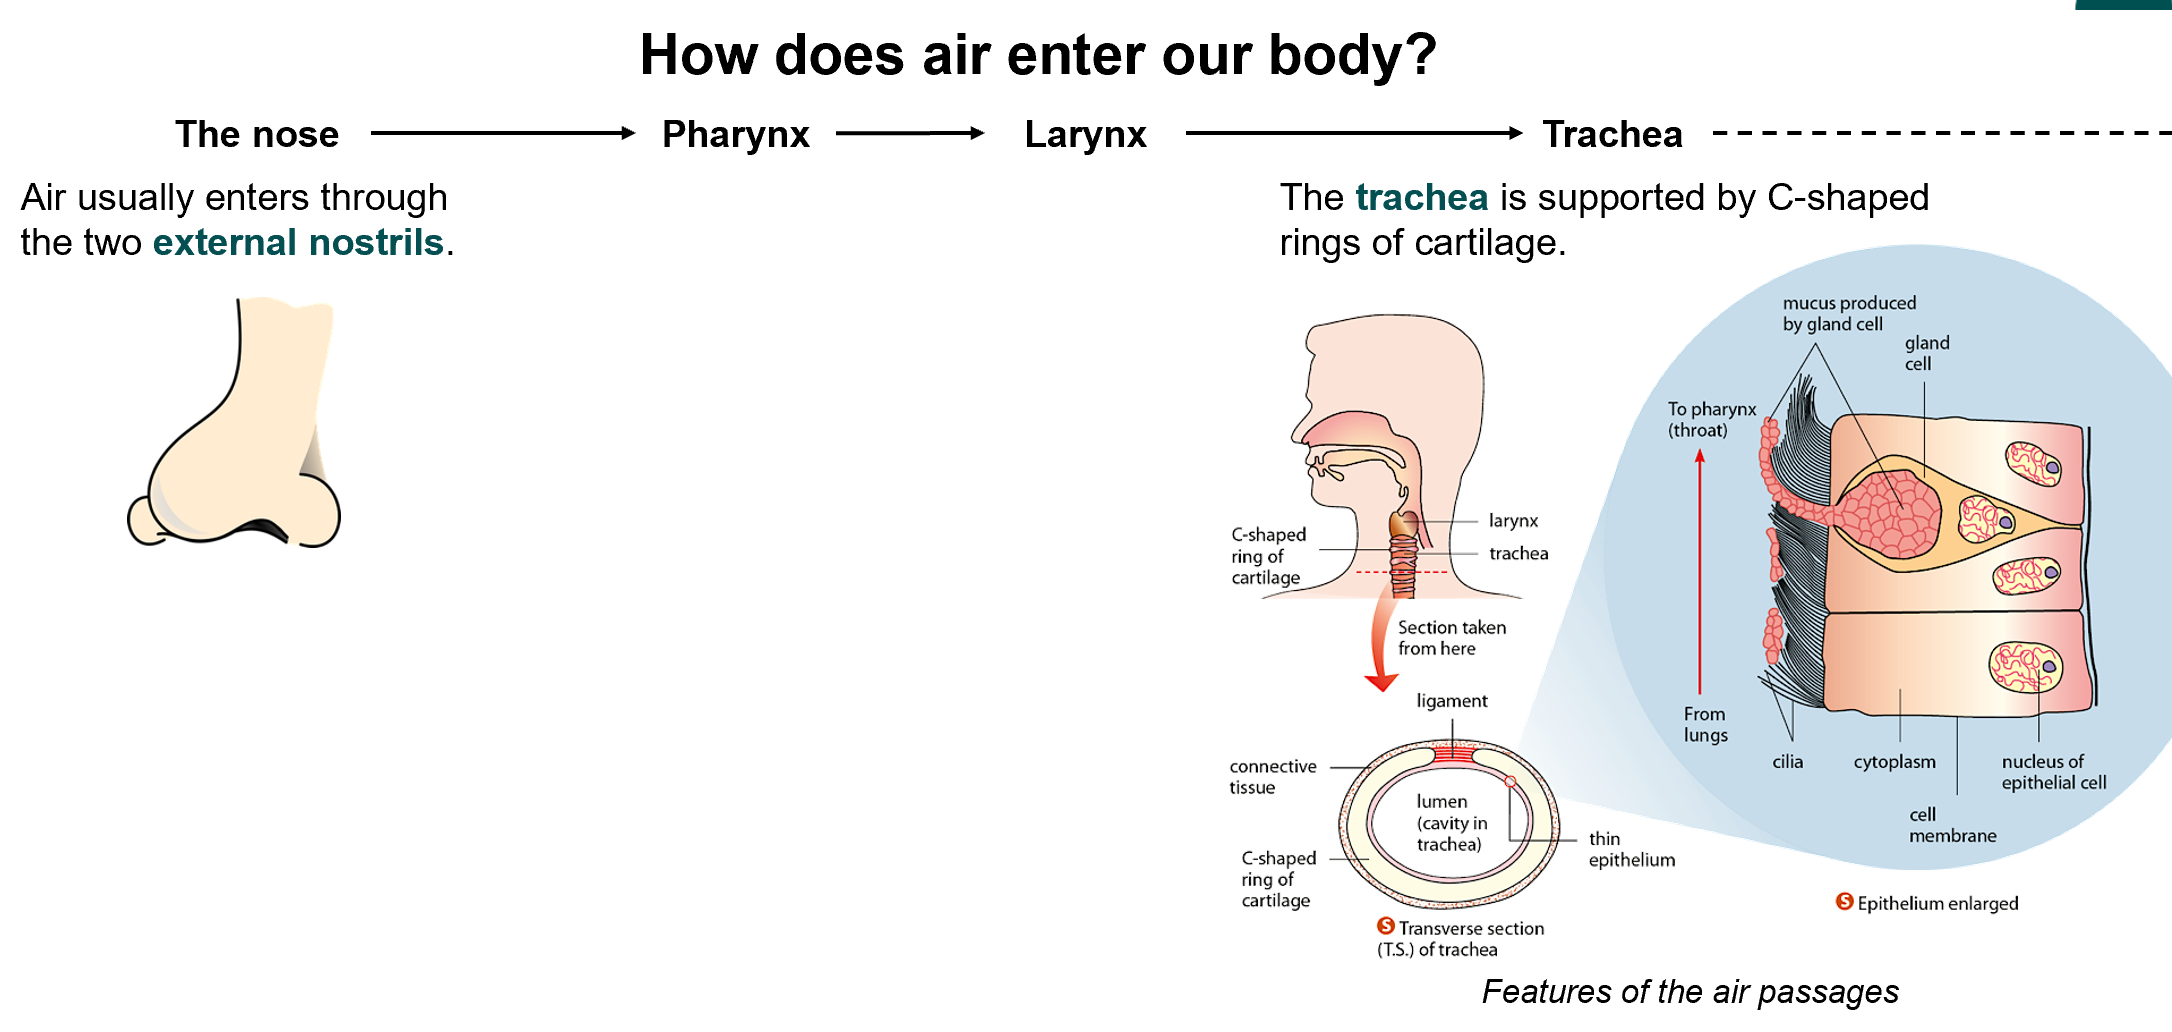 How does air enter our body?
The nose
Pharynx
Larynx
Trachea
Air usually enters through
the two external nostrils.
The trachea is supported by C-shaped
rings of cartilage.
larynx
trachea
C-shaped
ring of
cartilage
Section taken
from here
ligament
connective
tissue
lumen
(cavity in
trachea)
thin
epithelium
C-shaped
ring of
cartilage
S Transverse section
(T.S.) of trachea
mucus produced
by gland cell
gland
cell
To pharynx
(throat)
From
lungs
cilia
cytoplasm
cell
membrane
nucleus of
epithelial cell
S Epithelium enlarged
Features of the air passages